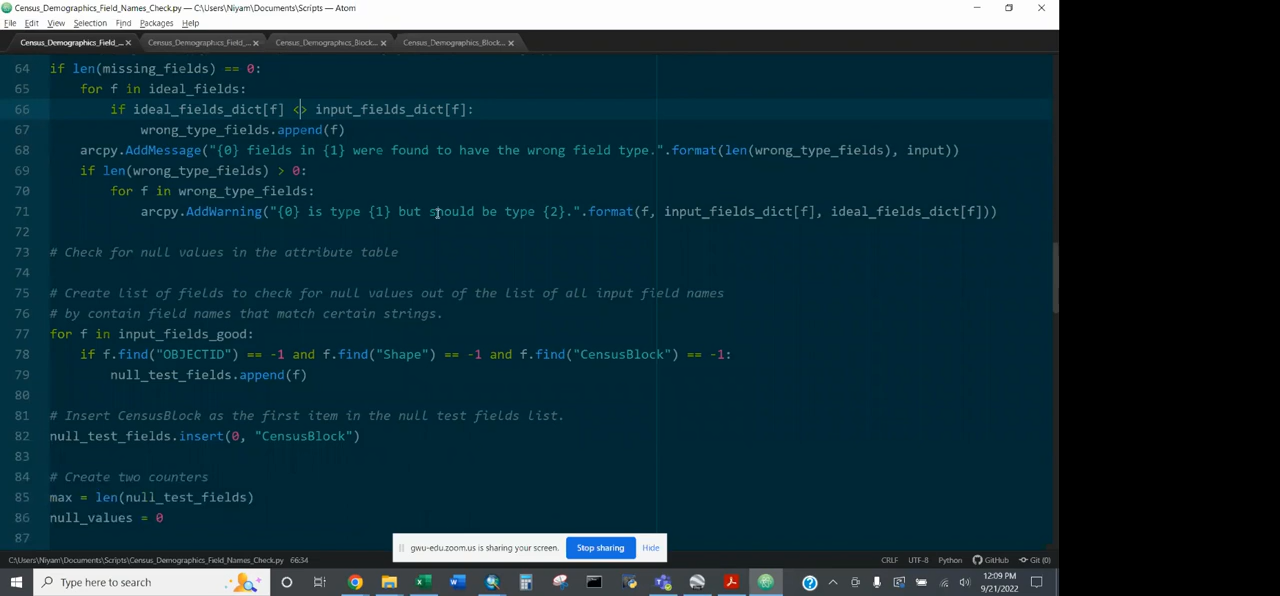 Census_Demographics_Field_Names_Check.py — C:\Users\Niyam\Documents\Scripts — Atom
File Edit View Selection Find Packages Help
Census_Demographics_Field_... × Census_Demographics_Field_... × Census_Demographics_Block... × Census_Demographics_Block... ×
64 if len(missing_fields) == 0:
65 for f in ideal_fields:
66 if ideal_fields_dict[f] <> input_fields_dict[f]:
67 wrong_type_fields.append(f)
68 arcpy.AddMessage("{0} fields in {1} were found to have the wrong field type.".format(len(wrong_type_fields), input))
69 if len(wrong_type_fields) > 0:
70 for f in wrong_type_fields:
71 arcpy.AddWarning("{0} is type {1} but should be type {2}.".format(f, input_fields_dict[f], ideal_fields_dict[f]))
72
73 # Check for null values in the attribute table
74
75 # Create list of fields to check for null values out of the list of all input field names
76 # by contain field names that match certain strings.
77 for f in input_fields_good:
78 if f.find("OBJECTID") == -1 and f.find("Shape") == -1 and f.find("CensusBlock") == -1:
79 null_test_fields.append(f)
80
81 # Insert CensusBlock as the first item in the null test fields list.
82 null_test_fields.insert(0, "CensusBlock")
83
84 # Create two counters
85 max = len(null_test_fields)
86 null_values = 0
87
gwu-edu.zoom.us is sharing your screen. Stop sharing Hide
C:\Users\Niyam\Documents\Scripts\Census_Demographics_Field_Names_Check.py 66:34 CRLF UTF-8 Python GitHub Git (0)
Type here to search 12:09 PM
9/21/2022